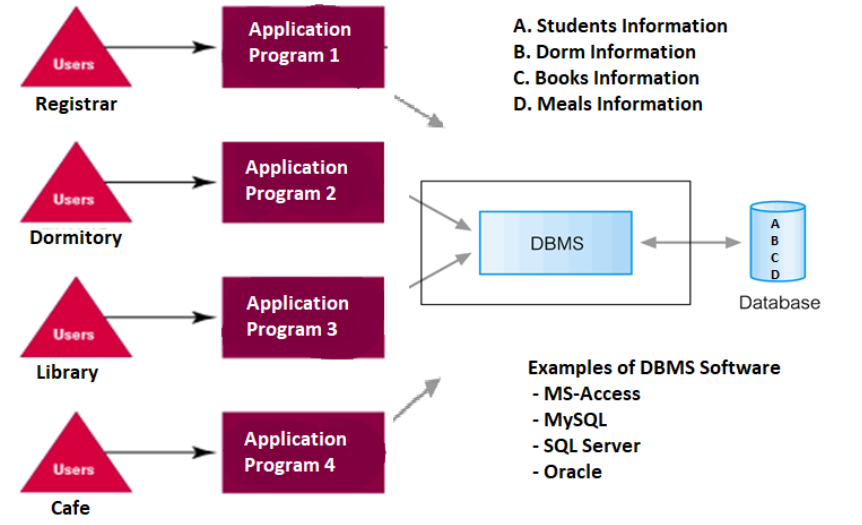 Users
Registrar
Application
Program 1
A. Students Information
B. Dorm Information
C. Books Information
D. Meals Information
Users
Dormitory
Application
Program 2
DBMS
A
B
C
D
Database
Users
Library
Application
Program 3
Examples of DBMS Software
- MS-Access
- MySQL
- SQL Server
- Oracle
Users
Cafe
Application
Program 4